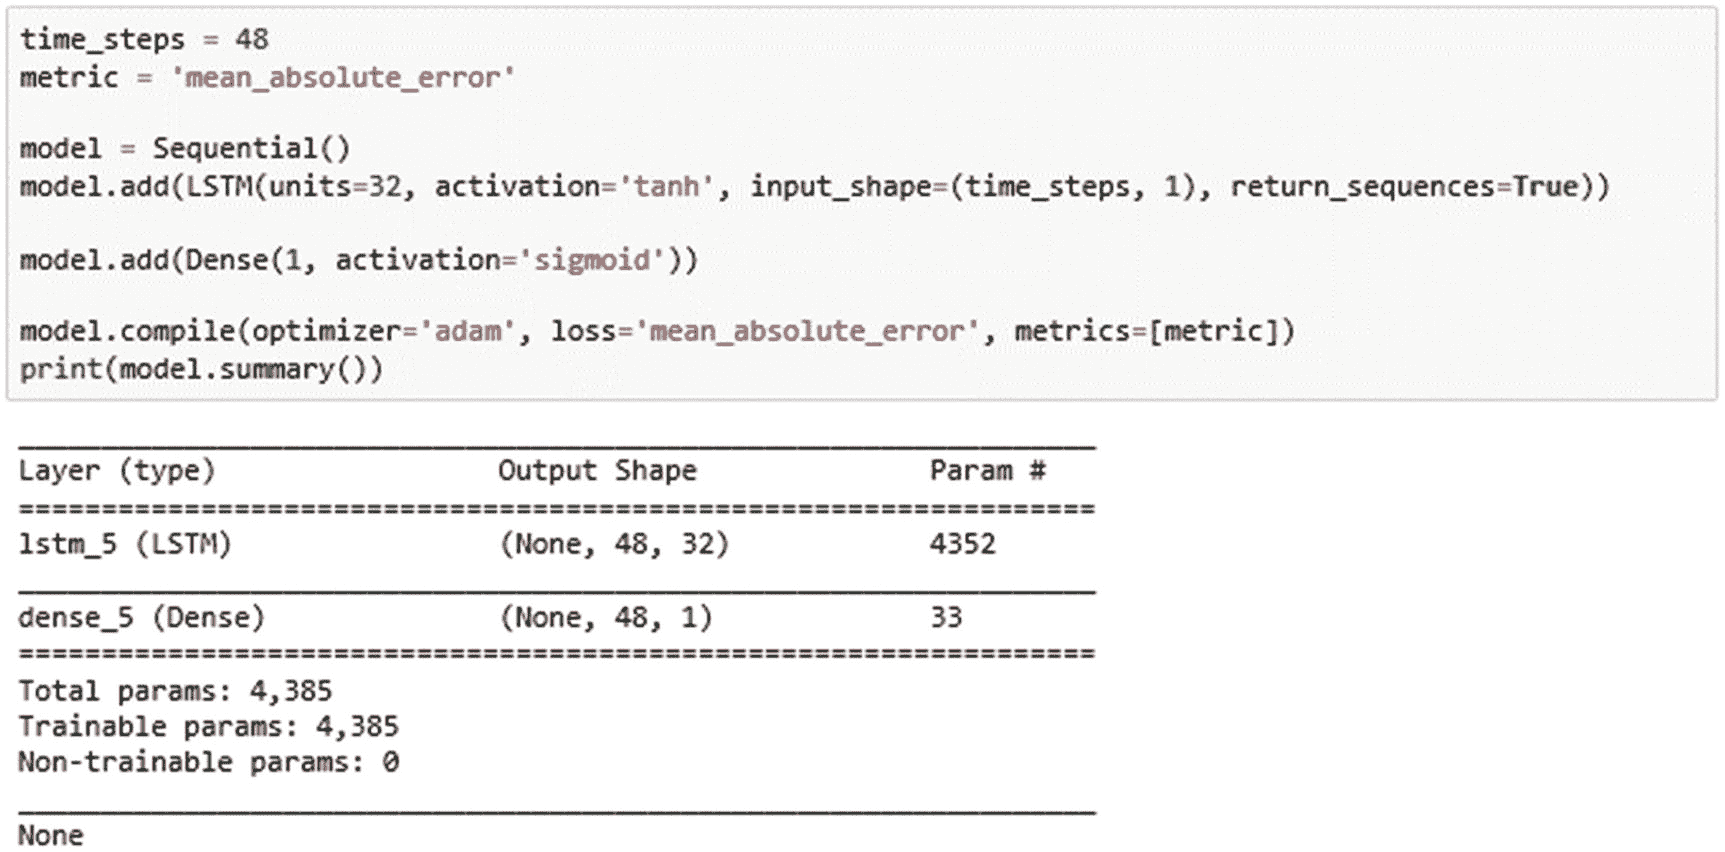 time_steps = 48
metric = 'mean_absolute_error'
model = Sequential()
model.add(LSTM(units=32, activation='tanh', input_shape=(time_steps, 1), return_sequences=True))
model.add(Dense(1, activation='sigmoid'))
model.compile(optimizer='adam', loss='mean_absolute_error', metrics=[metric])
print(model.summary())
Layer (type) Output Shape Param #
=================================================================
lstm_5 (LSTM) (None, 48, 32) 4352
dense_5 (Dense) (None, 48, 1) 33
=================================================================
Total params: 4,385
Trainable params: 4,385
Non-trainable params: 0
None